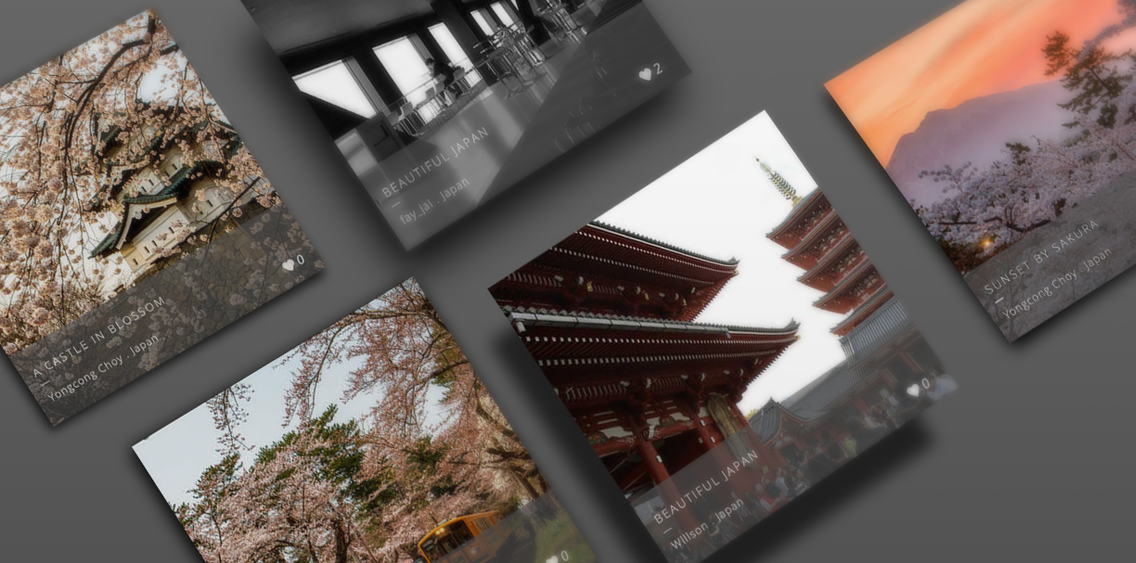 A CASTLE IN BLOSSOM
Yongcong Choy . Japan
0
BEAUTIFUL JAPAN
fay_jai . Japan
2
0
BEAUTIFUL JAPAN
Willson . Japan
0
SUNSET BY SAKURA
Yongcong Choy . Japan